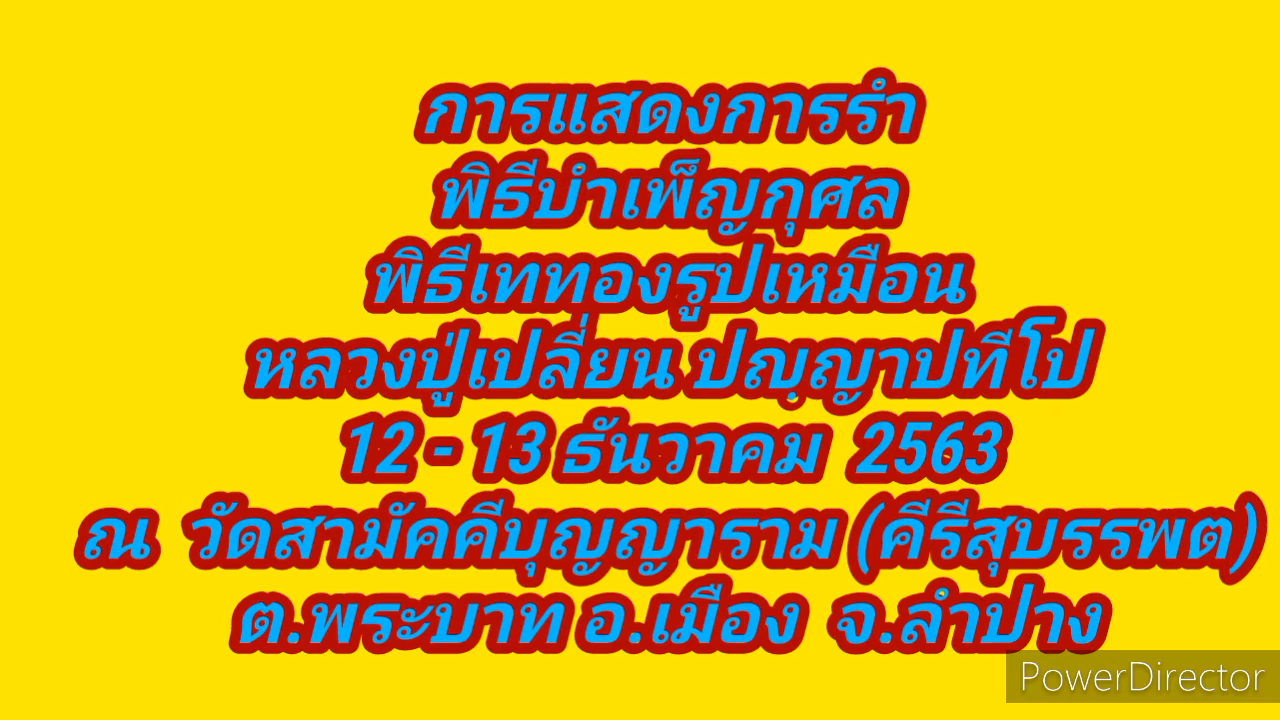 การแสดงการรำ
พิธีบำเพ็ญกุศล
พิธีเททองรูปเหมือน
หลวงปู่เปลี่ยน ปญฺญาปทีโป
12 - 13 ธันวาคม 2563
ณ วัดสามัคคีบุญญาราม (คีรีสุบรรพต)
ต.พระบาท อ.เมือง จ.ลำปาง
PowerDirector